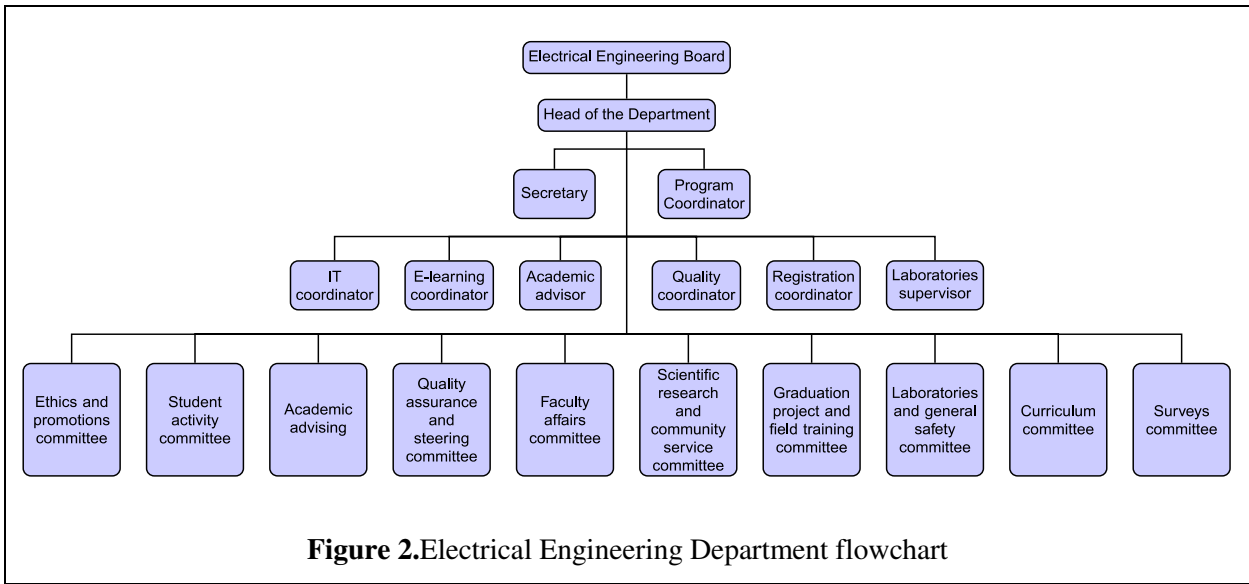 Electrical Engineering Board
Head of the Department
Secretary
Program
Coordinator
IT
coordinator
E-learning
coordinator
Academic
advisor
Quality
coordinator
Registration
coordinator
Laboratories
supervisor
Ethics and
promotions
committee
Student
activity
committee
Academic
advising
Quality
assurance
and
steering
committee
Faculty
affairs
committee
Scientific
research
and
community
service
committee
Graduation
project and
field training
committee
Laboratories
and general
safety
committee
Curriculum
committee
Surveys
committee
Figure 2.Electrical Engineering Department flowchart